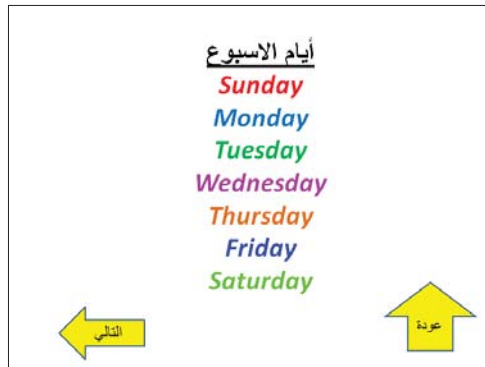 أيام الاسبوع
Sunday
Monday
Tuesday
Wednesday
Thursday
Friday
Saturday
عودة
التالي